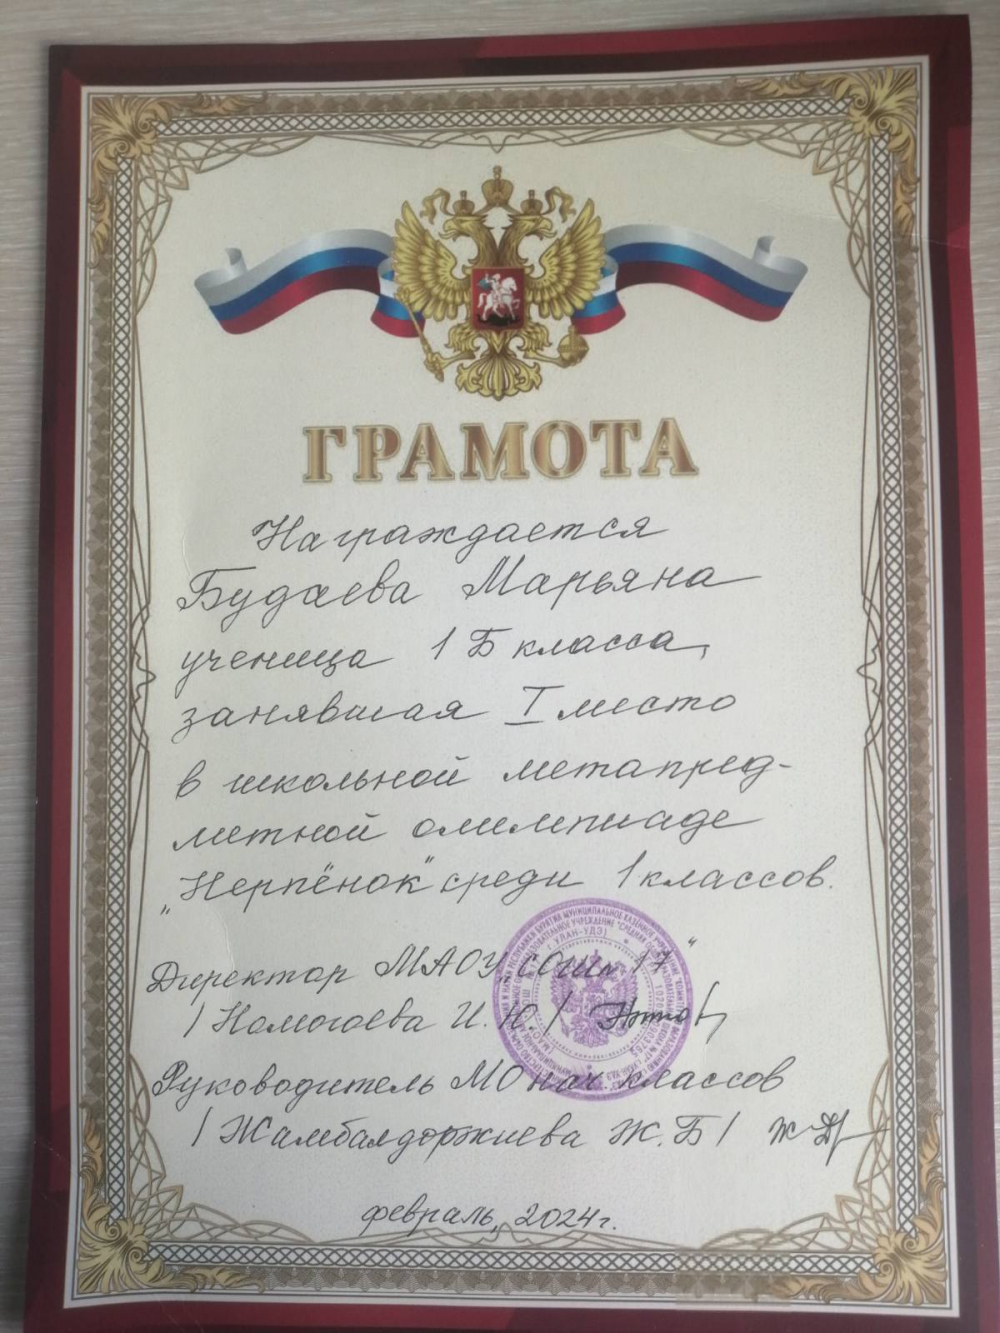 ГРАМОТА
Награждается
Будаева Марьяна
ученица 1 Б класса,
занявшая I место
в школьной метапред-
метной олимпиаде
„Нерпёнок“ среди 1 классов.
Директор МАОУ „СОШ 17"
/ Номогоева И. Ю. /
Руководитель МО нач. классов
/ Жамбалдоржиева Ж. Б /
февраль, 2024 г.